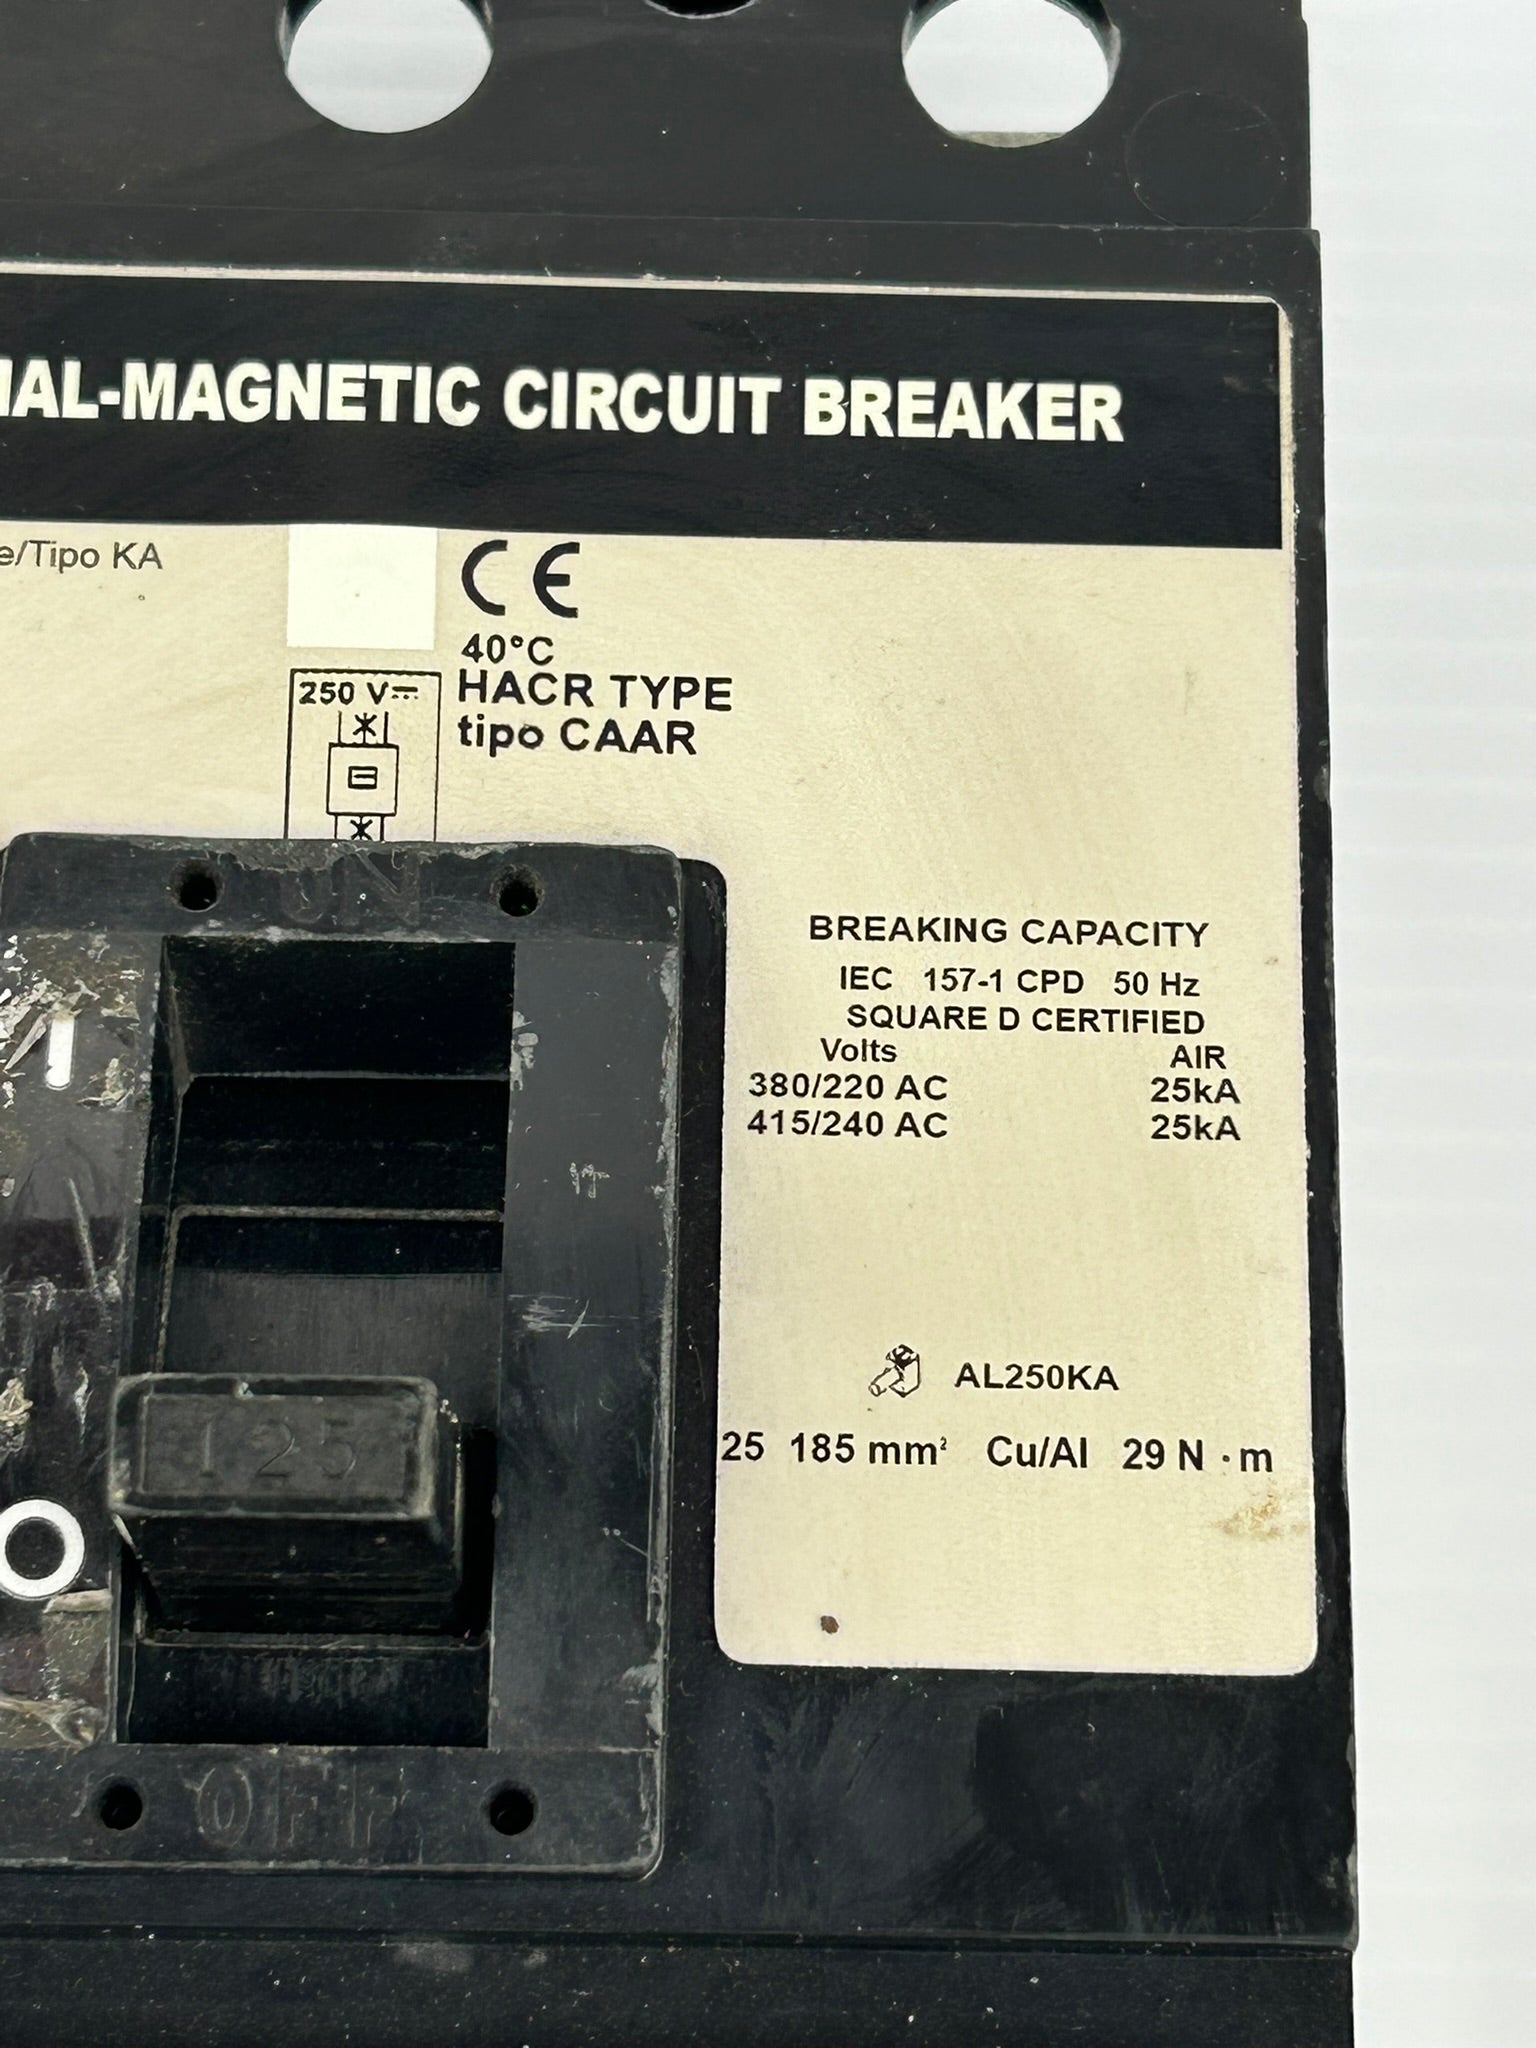 MAL-MAGNETIC CIRCUIT BREAKER
e/Tipo KA
CE
40°C
250 V
HACR TYPE
tipo CAAR
ON
BREAKING CAPACITY
IEC 157-1 CPD 50 Hz
SQUARE D CERTIFIED
Volts AIR
380/220 AC 25kA
415/240 AC 25kA
I
AL250KA
125
25 185 mm² Cu/Al 29 N·m
O
OFF